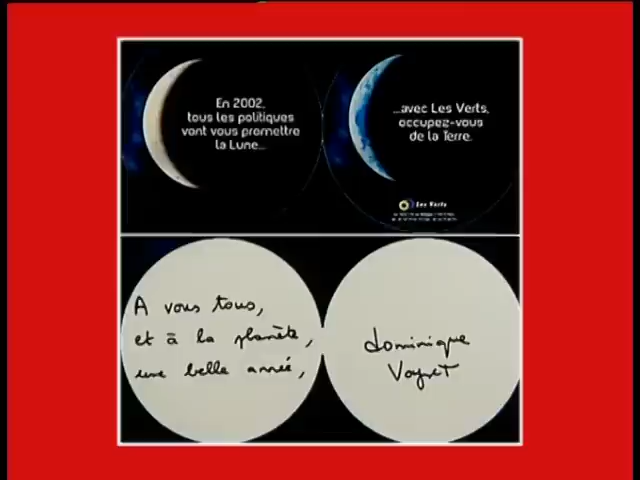 En 2002,
tous les politiques
vont vous promettre
la Lune...
...avec Les Verts,
occupez-vous
de la Terre.
Les Verts
A vous tous,
et à la planète,
une belle année,
dominique
Voynet